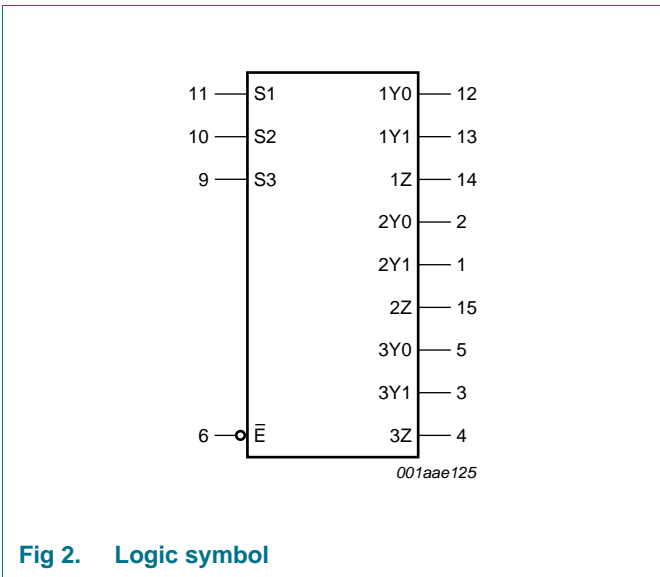 11 S1 1Y0 12
10 S2 1Y1 13
9 S3 1Z 14
2Y0 2
2Y1 1
2Z 15
3Y0 5
3Y1 3
6 E̅ 3Z 4
001aae125
Fig 2. Logic symbol